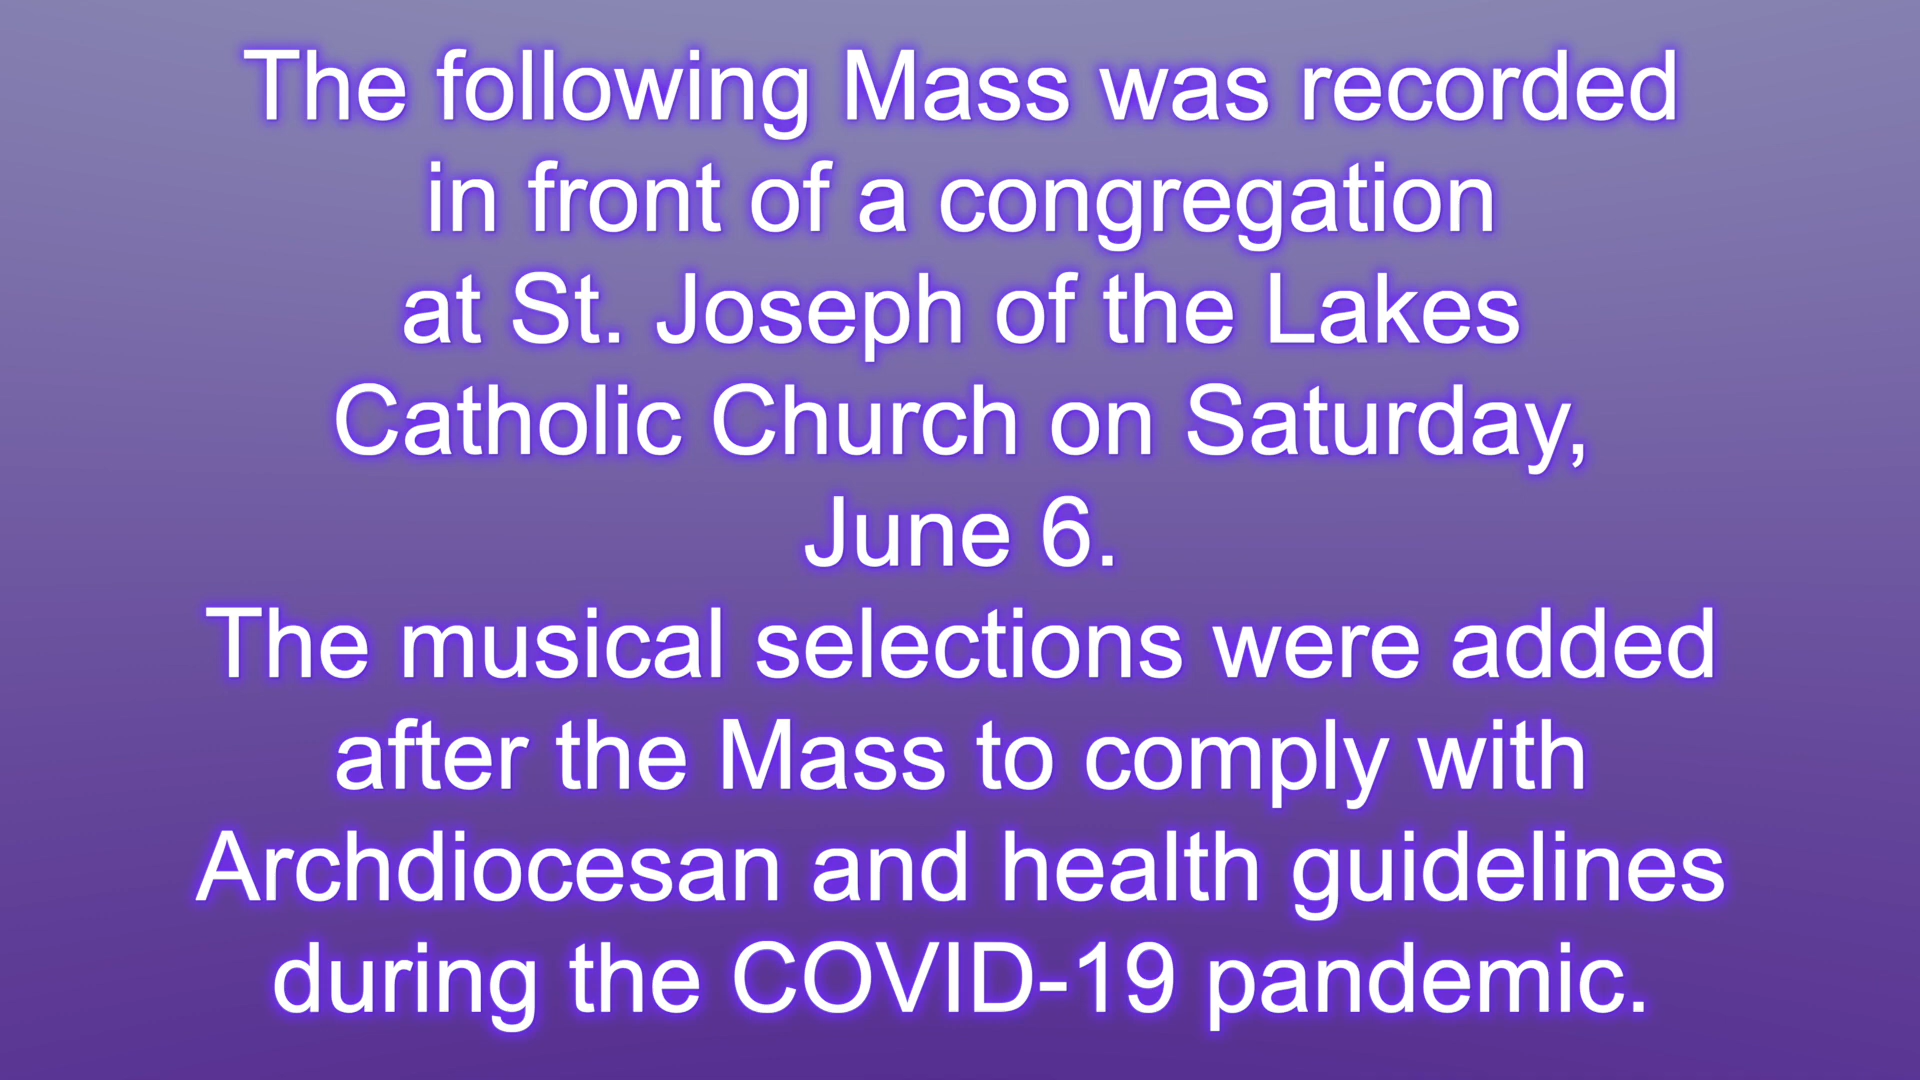 The following Mass was recorded
in front of a congregation
at St. Joseph of the Lakes
Catholic Church on Saturday,
June 6.
The musical selections were added
after the Mass to comply with
Archdiocesan and health guidelines
during the COVID-19 pandemic.